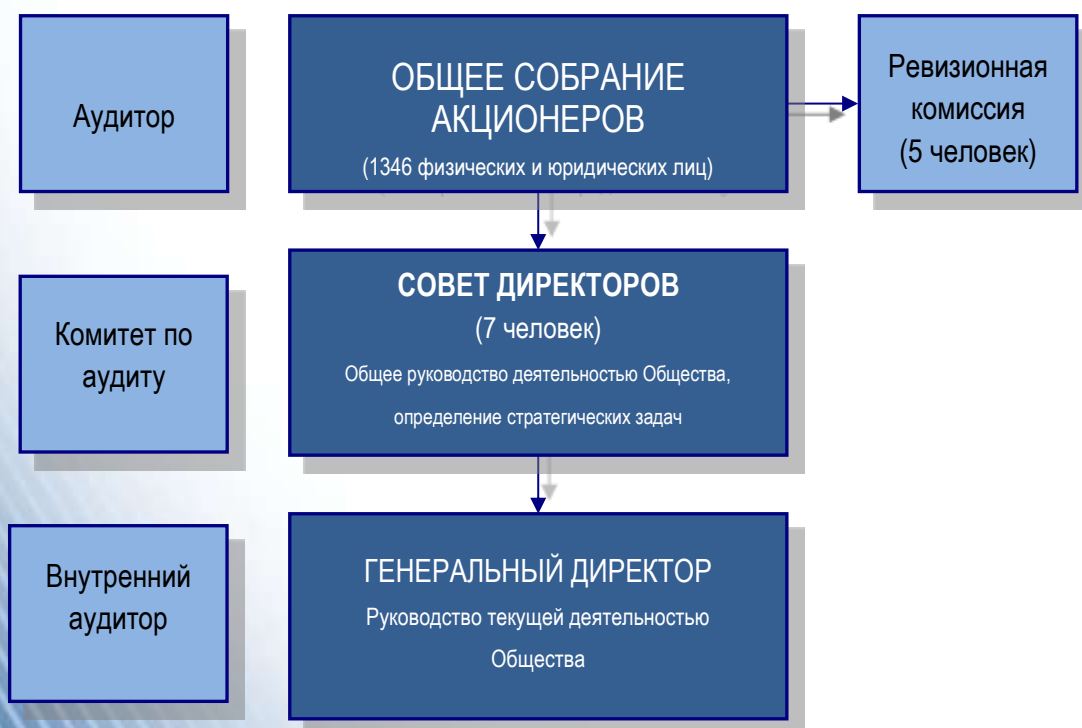 Аудитор
ОБЩЕЕ СОБРАНИЕ
АКЦИОНЕРОВ
(1346 физических и юридических лиц)
Ревизионная
комиссия
(5 человек)
Комитет по
аудиту
СОВЕТ ДИРЕКТОРОВ
(7 человек)
Общее руководство деятельностью Общества,
определение стратегических задач
Внутренний
аудитор
ГЕНЕРАЛЬНЫЙ ДИРЕКТОР
Руководство текущей деятельностью
Общества